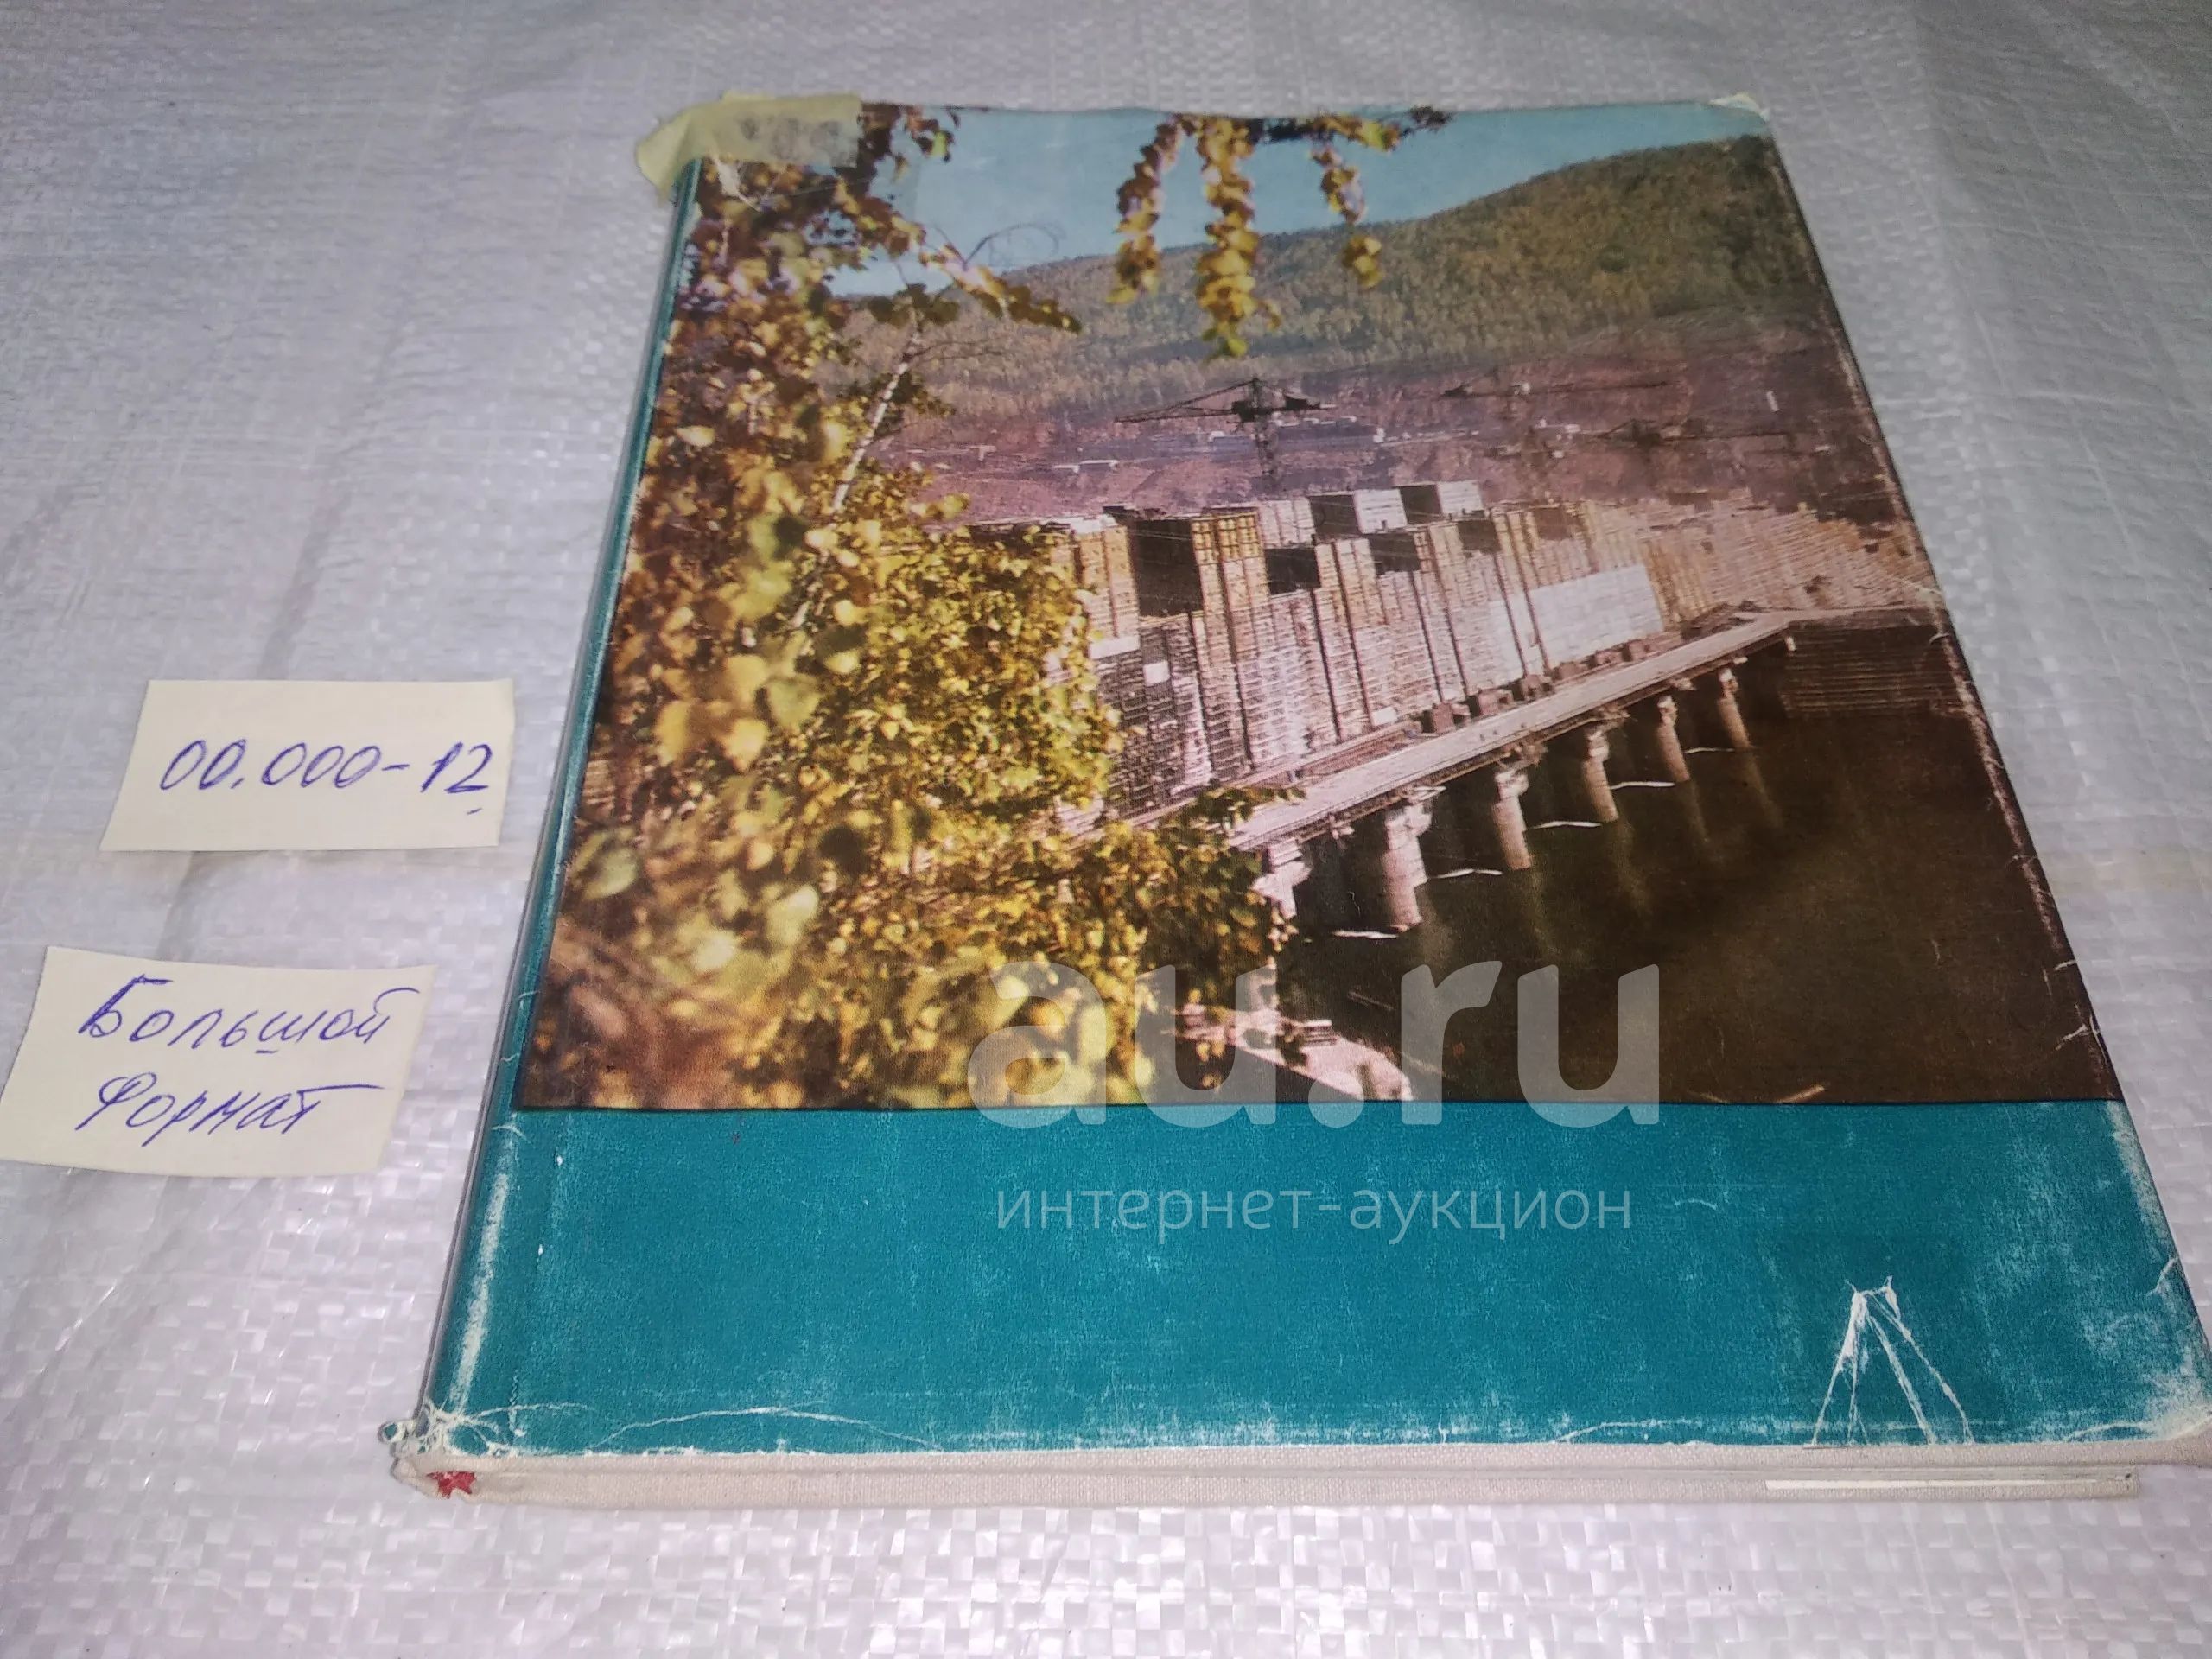 00.000-12
Большой
формат
au.ru
интернет-аукцион